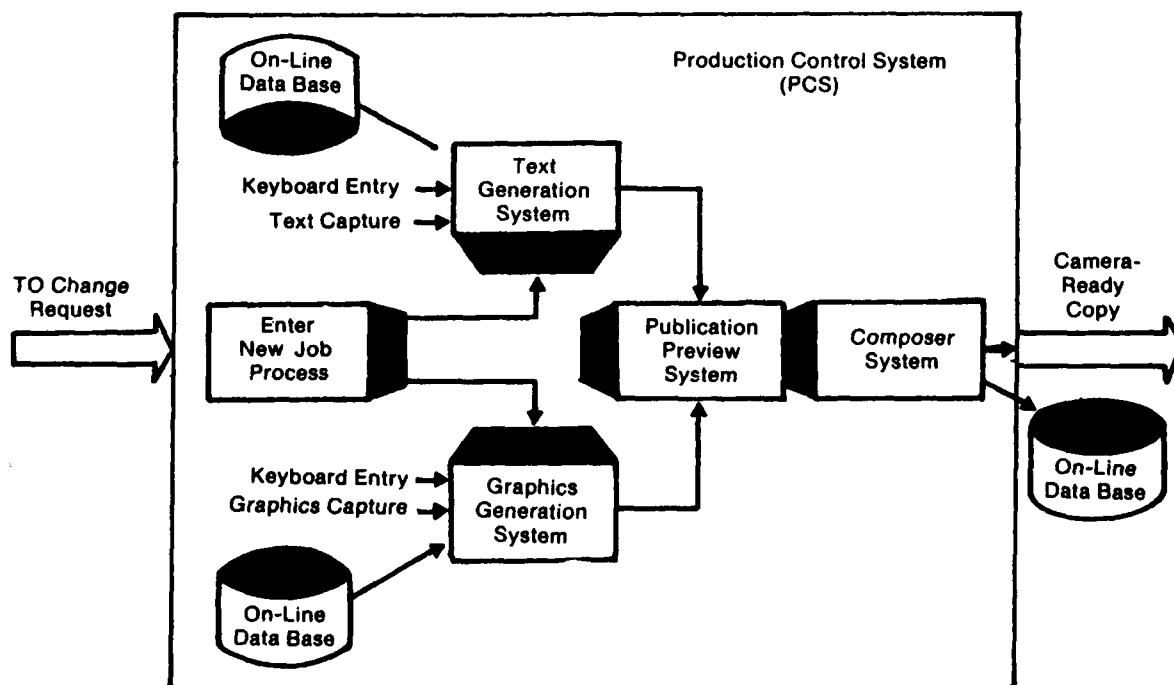 On-Line
Data Base
Production Control System
(PCS)
Text
Generation
System
Keyboard Entry
Text Capture
TO Change
Request
Enter
New Job
Process
Publication
Preview
System
Composer
System
Camera-
Ready
Copy
Keyboard Entry
Graphics Capture
Graphics
Generation
System
On-Line
Data Base
On-Line
Data Base